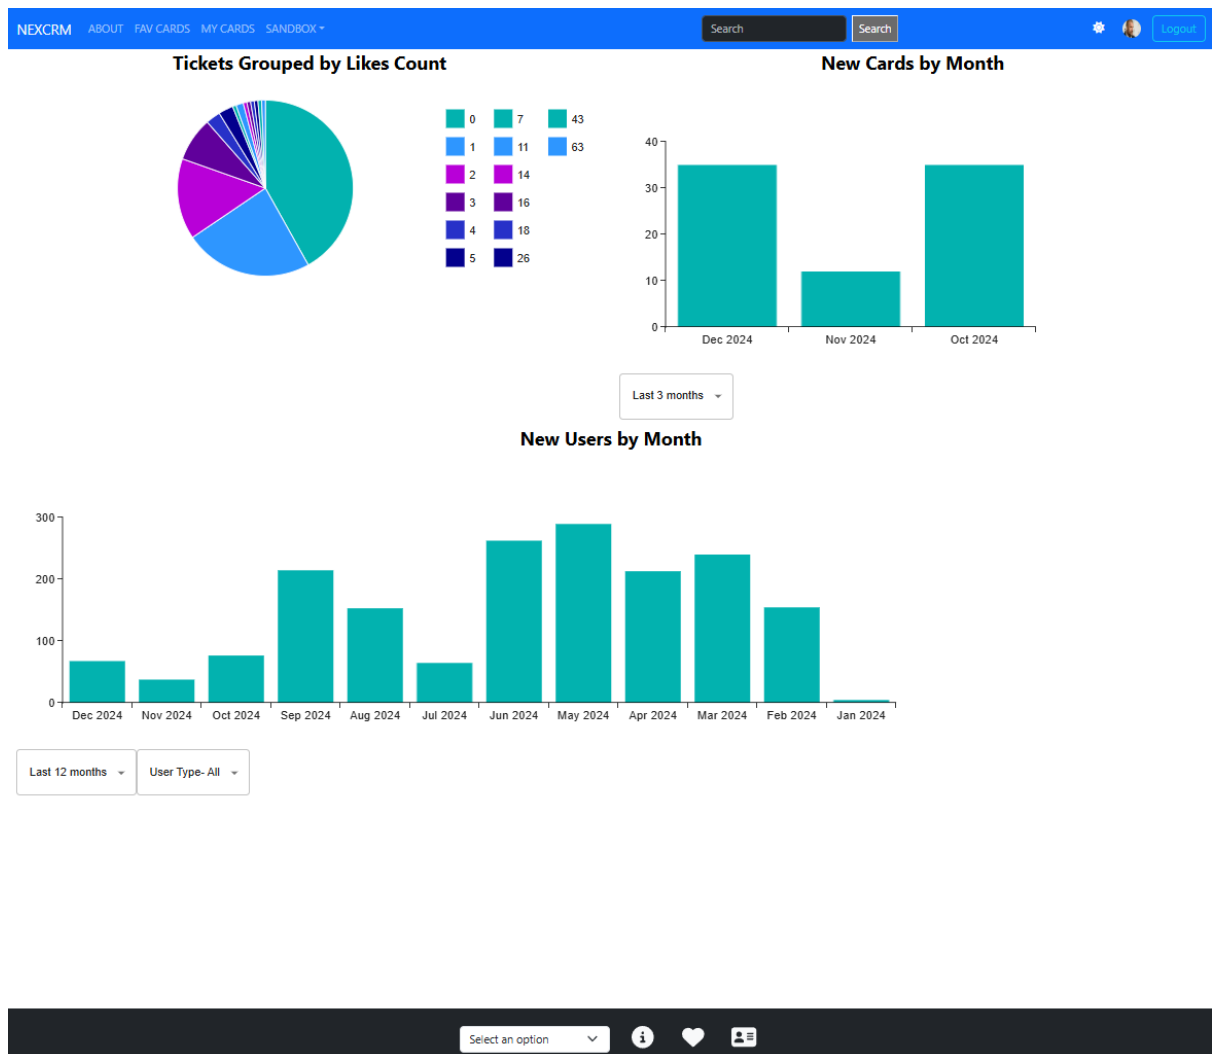 NEXCRM ABOUT FAV CARDS MY CARDS SANDBOX Search Search Logout
Tickets Grouped by Likes Count
0 7 43
1 11 63
2 14
3 16
4 18
5 26
New Cards by Month
40
30
20
10
0
Dec 2024 Nov 2024 Oct 2024
Last 3 months
New Users by Month
300
200
100
0
Dec 2024 Nov 2024 Oct 2024 Sep 2024 Aug 2024 Jul 2024 Jun 2024 May 2024 Apr 2024 Mar 2024 Feb 2024 Jan 2024
Last 12 months User Type- All
Select an option